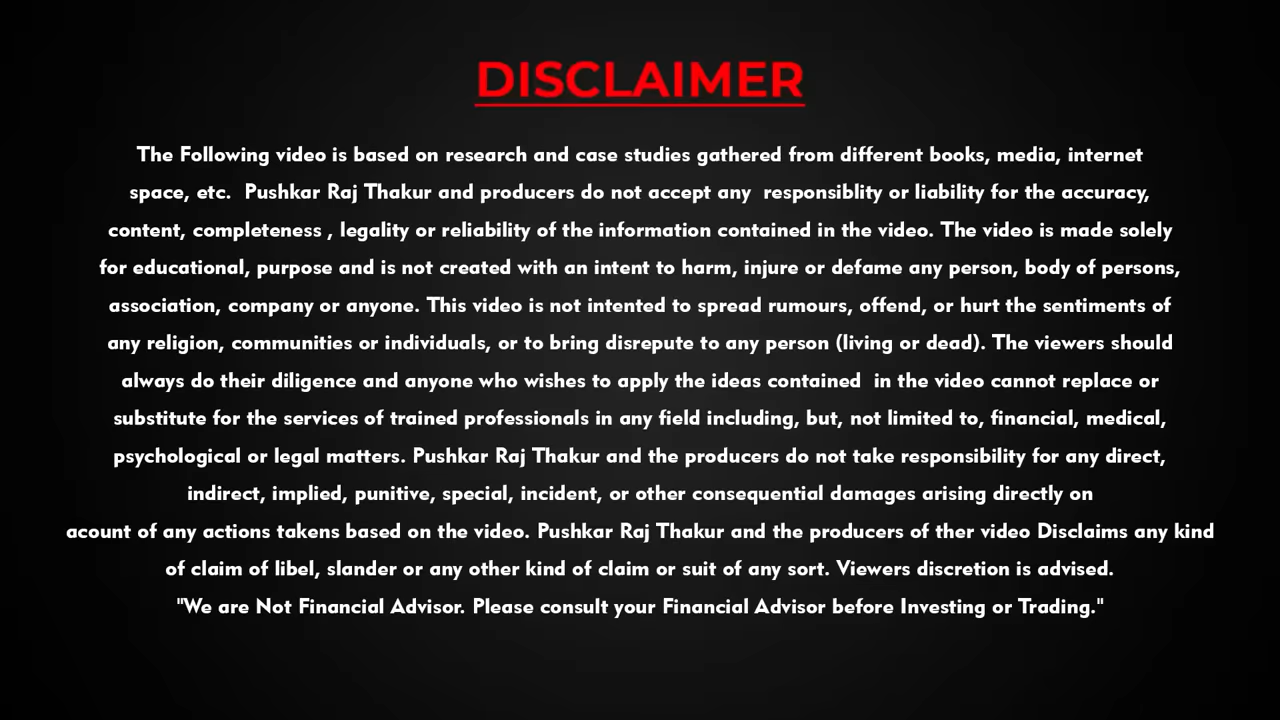 DISCLAIMER
The Following video is based on research and case studies gathered from different books, media, internet
space, etc.  Pushkar Raj Thakur and producers do not accept any  responsiblity or liability for the accuracy,
content, completeness , legality or reliability of the information contained in the video. The video is made solely
for educational, purpose and is not created with an intent to harm, injure or defame any person, body of persons,
association, company or anyone. This video is not intented to spread rumours, offend, or hurt the sentiments of
any religion, communities or individuals, or to bring disrepute to any person (living or dead). The viewers should
always do their diligence and anyone who wishes to apply the ideas contained  in the video cannot replace or
substitute for the services of trained professionals in any field including, but, not limited to, financial, medical,
psychological or legal matters. Pushkar Raj Thakur and the producers do not take responsibility for any direct,
indirect, implied, punitive, special, incident, or other consequential damages arising directly on
acount of any actions takens based on the video. Pushkar Raj Thakur and the producers of ther video Disclaims any kind
of claim of libel, slander or any other kind of claim or suit of any sort. Viewers discretion is advised.
"We are Not Financial Advisor. Please consult your Financial Advisor before Investing or Trading."